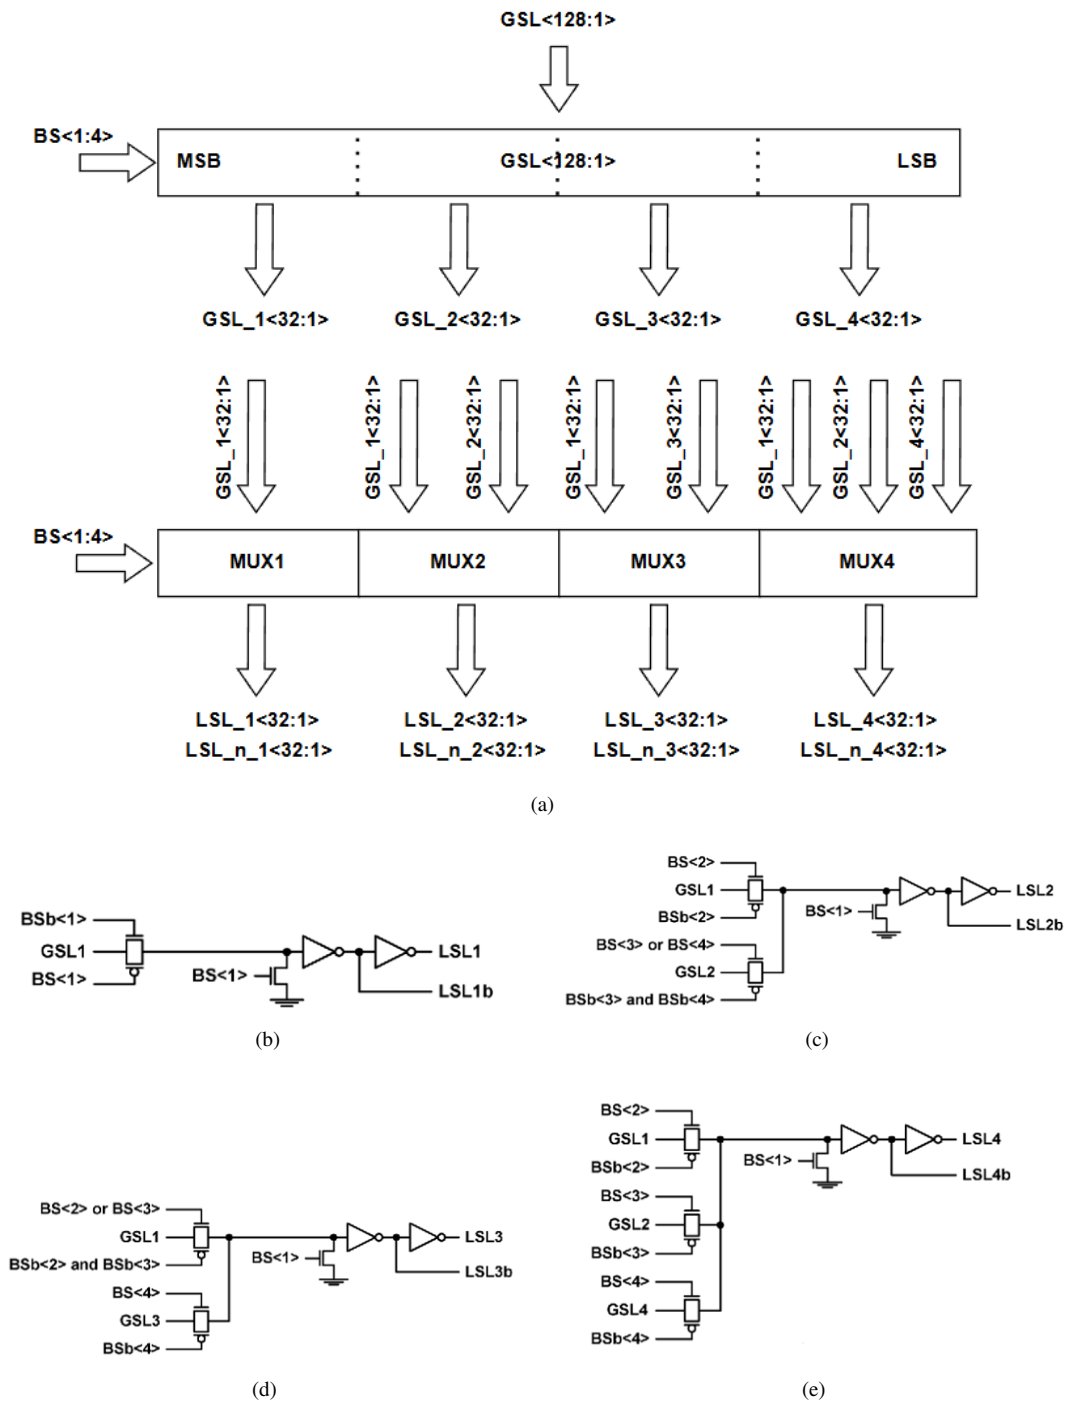 GSL<128:1>
BS<1:4>
MSB GSL<128:1> LSB
GSL_1<32:1> GSL_2<32:1> GSL_3<32:1> GSL_4<32:1>
GSL_1<32:1>
GSL_1<32:1>
GSL_2<32:1>
GSL_1<32:1>
GSL_3<32:1>
GSL_1<32:1>
GSL_2<32:1>
GSL_4<32:1>
BS<1:4>
MUX1 MUX2 MUX3 MUX4
LSL_1<32:1> LSL_2<32:1> LSL_3<32:1> LSL_4<32:1>
LSL_n_1<32:1> LSL_n_2<32:1> LSL_n_3<32:1> LSL_n_4<32:1>
(a)
BSb<1>
GSL1
BS<1>
BS<1>
LSL1
LSL1b
(b)
BS<2>
GSL1
BSb<2>
BS<3> or BS<4>
GSL2
BSb<3> and BSb<4>
BS<1>
LSL2
LSL2b
(c)
BS<2> or BS<3>
GSL1
BSb<2> and BSb<3>
BS<4>
GSL3
BSb<4>
BS<1>
LSL3
LSL3b
(d)
BS<2>
GSL1
BSb<2>
BS<3>
GSL2
BSb<3>
BS<4>
GSL4
BSb<4>
BS<1>
LSL4
LSL4b
(e)